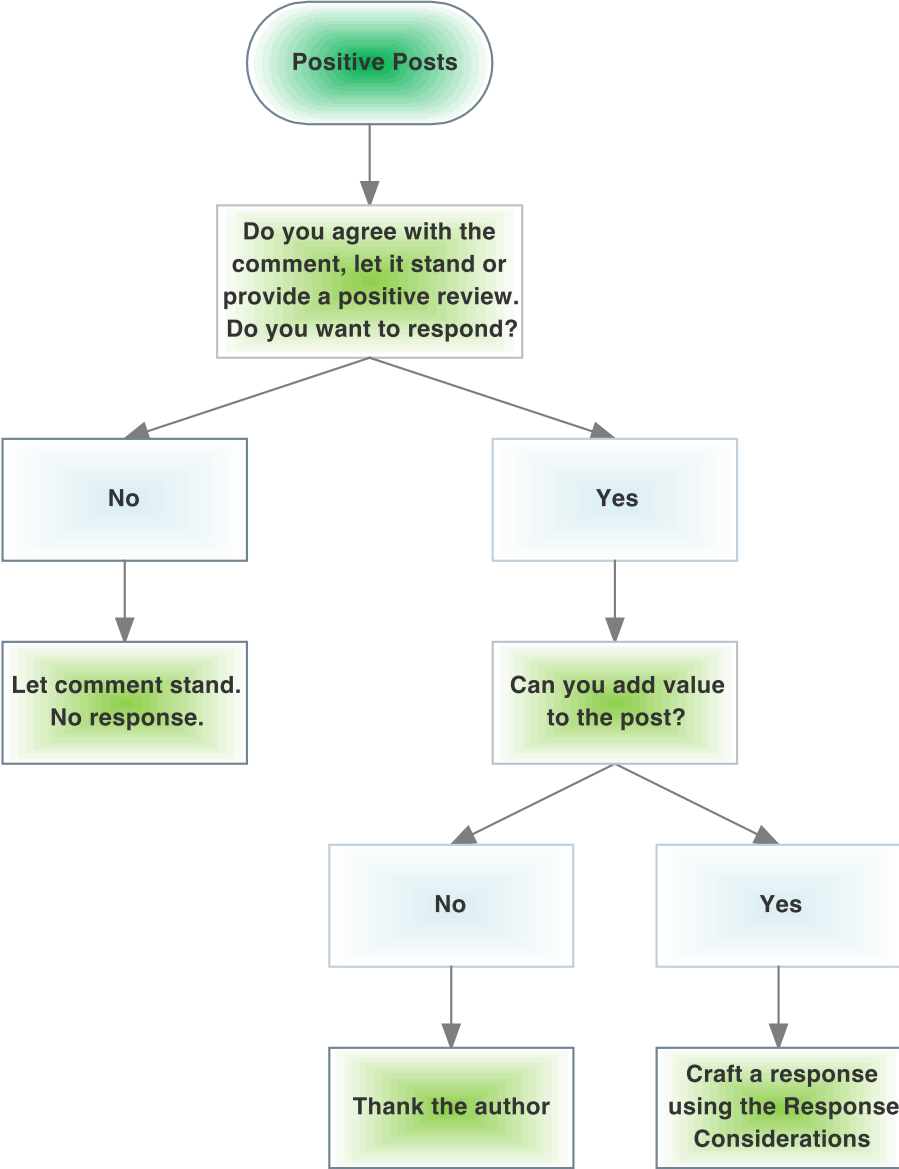 Positive Posts
Do you agree with the
comment, let it stand or
provide a positive review.
Do you want to respond?
No
Yes
Let comment stand.
No response.
Can you add value
to the post?
No
Yes
Thank the author
Craft a response
using the Response
Considerations